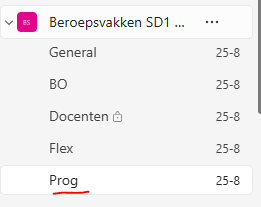 BS Beroepsvakken SD1 ... ...
General 25-8
BO 25-8
Docenten 25-8
Flex 25-8
Prog 25-8